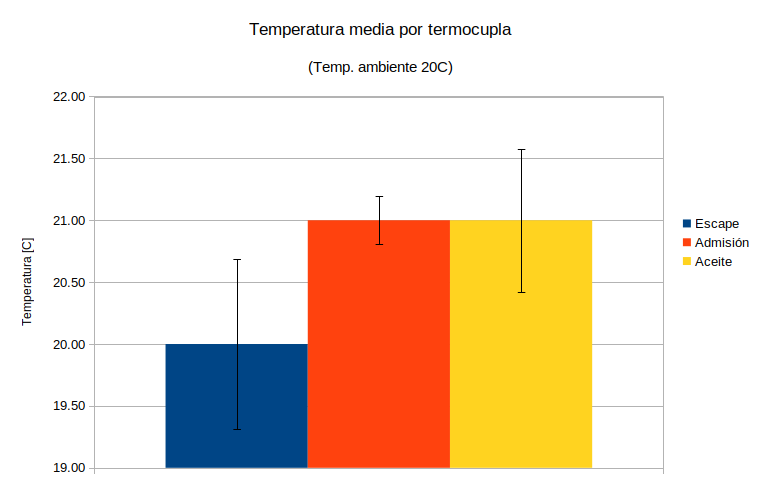 Temperatura media por termocupla
(Temp. ambiente 20C)
22.00
21.50
21.00
20.50
20.00
19.50
19.00
Temperatura [C]
Escape
Admisión
Aceite